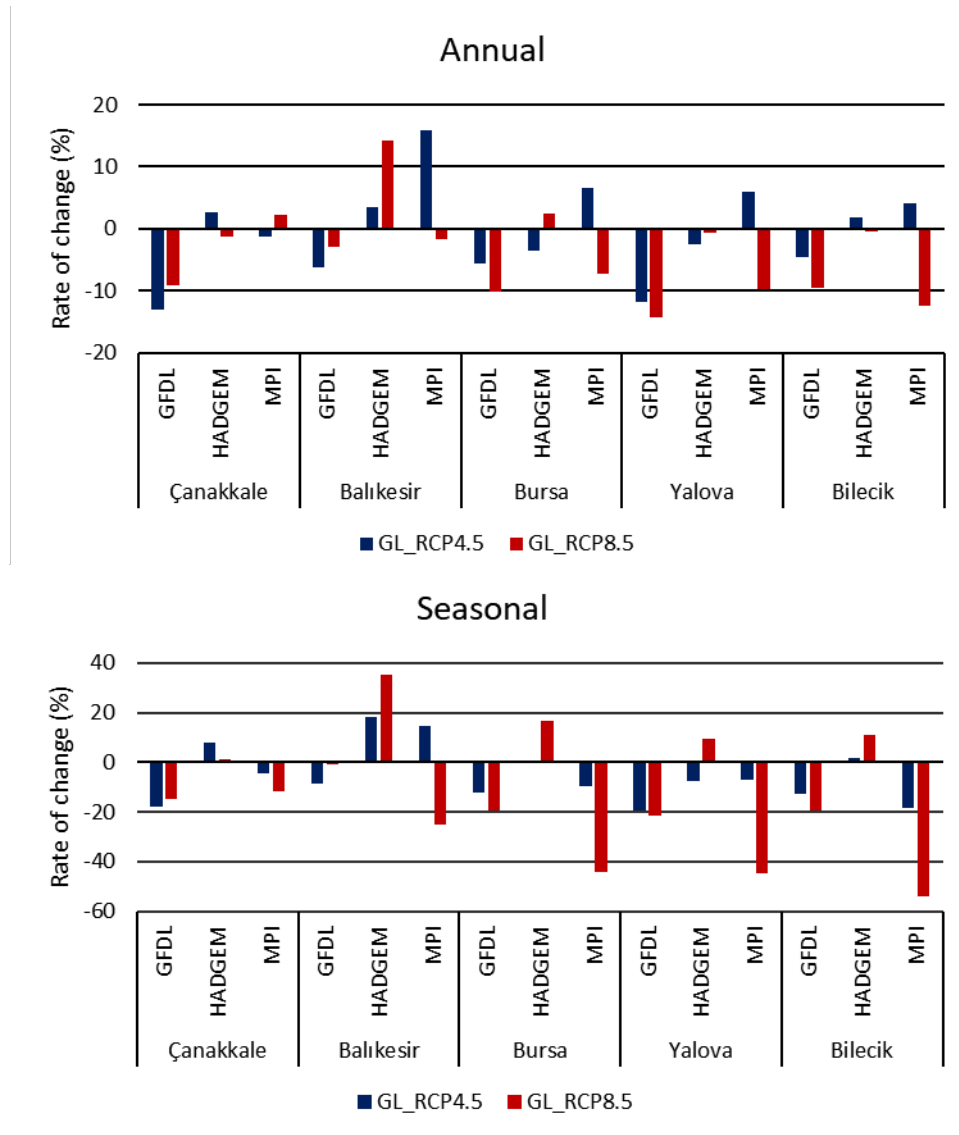 Annual
Rate of change (%)
20
10
0
-10
-20
GFDL
HADGEM
MPI
GFDL
HADGEM
MPI
GFDL
HADGEM
MPI
GFDL
HADGEM
MPI
GFDL
HADGEM
MPI
Çanakkale Balıkesir Bursa Yalova Bilecik
GL_RCP4.5 GL_RCP8.5
Seasonal
Rate of change (%)
40
20
0
-20
-40
-60
GFDL
HADGEM
MPI
GFDL
HADGEM
MPI
GFDL
HADGEM
MPI
GFDL
HADGEM
MPI
GFDL
HADGEM
MPI
Çanakkale Balıkesir Bursa Yalova Bilecik
GL_RCP4.5 GL_RCP8.5